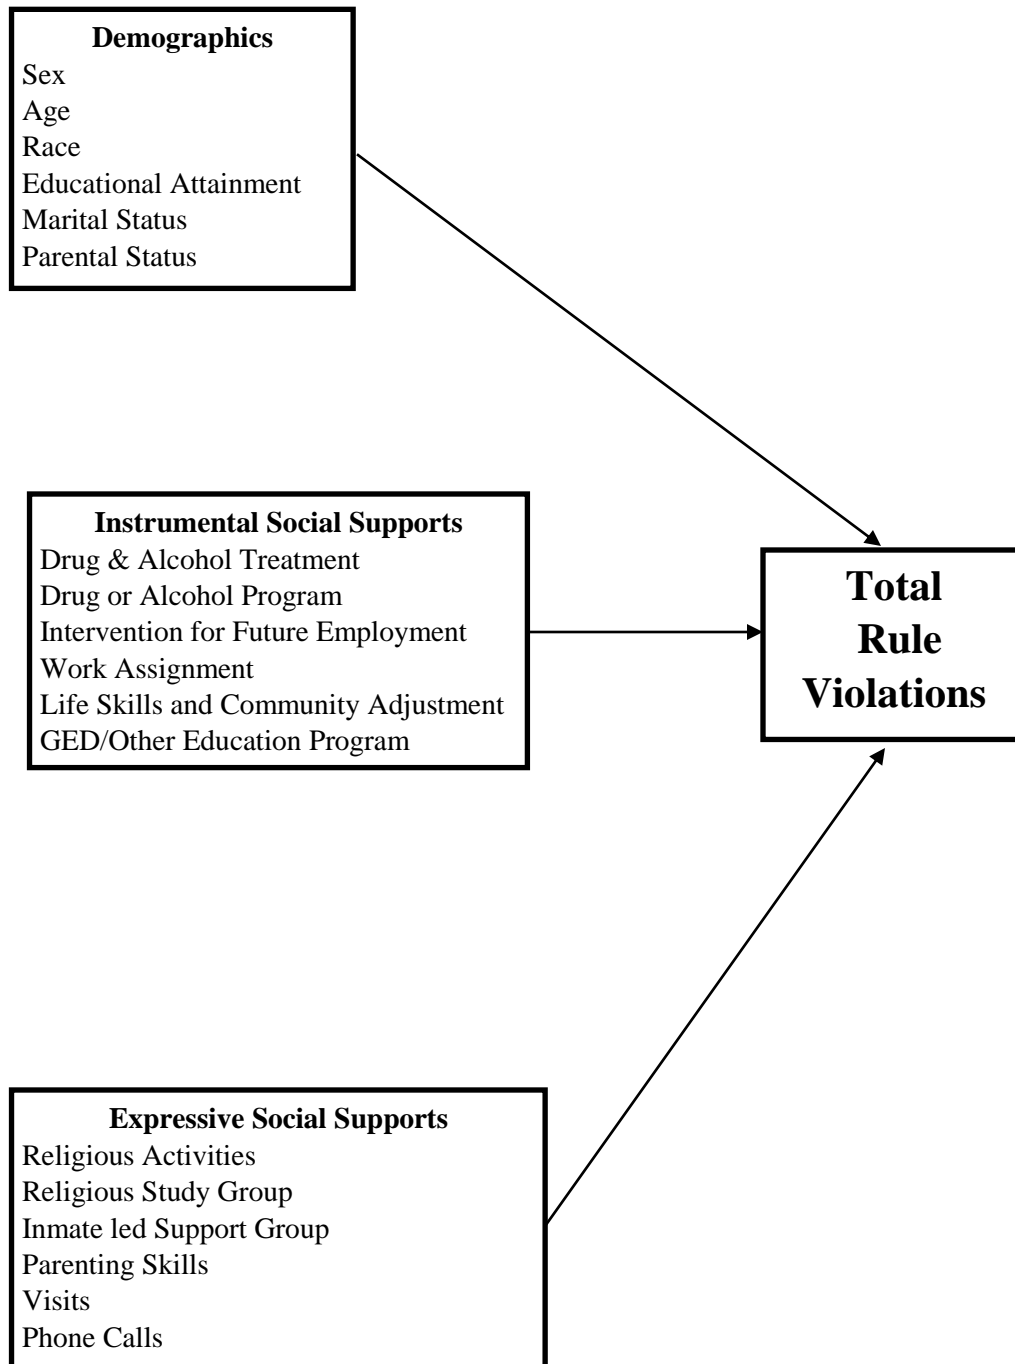 Demographics
Sex
Age
Race
Educational Attainment
Marital Status
Parental Status
Instrumental Social Supports
Drug & Alcohol Treatment
Drug or Alcohol Program
Intervention for Future Employment
Work Assignment
Life Skills and Community Adjustment
GED/Other Education Program
Total
Rule
Violations
Expressive Social Supports
Religious Activities
Religious Study Group
Inmate led Support Group
Parenting Skills
Visits
Phone Calls